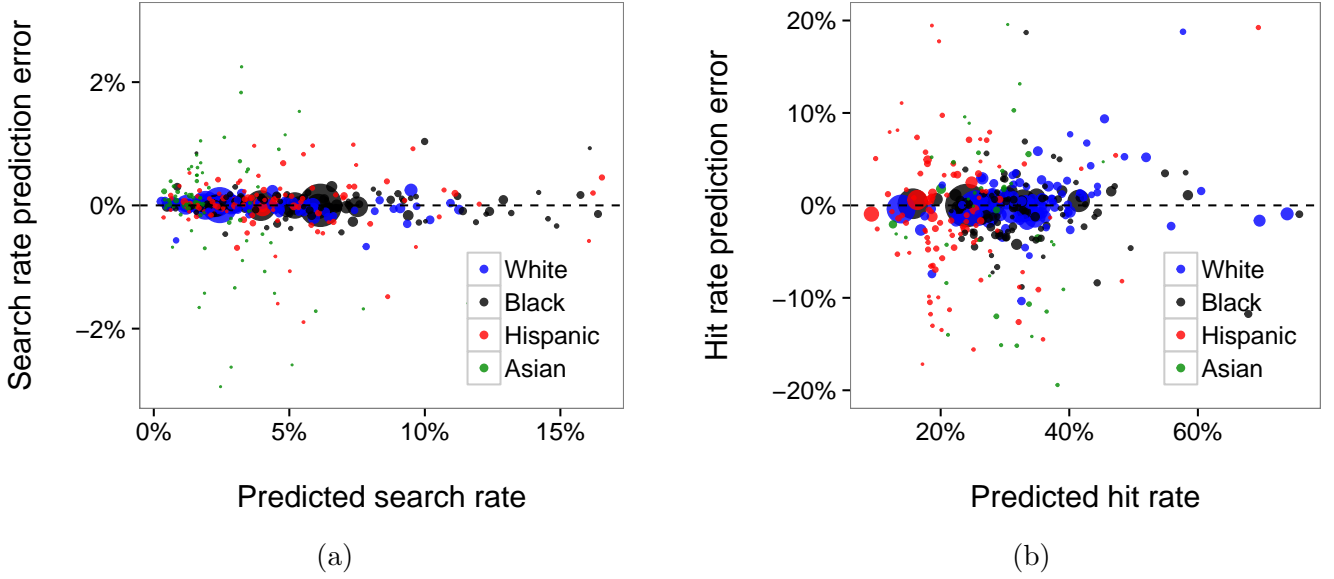 Search rate prediction error
2%
0%
−2%
0%
5%
10%
15%
Predicted search rate
White
Black
Hispanic
Asian
(a)
Hit rate prediction error
20%
10%
0%
−10%
−20%
20%
40%
60%
Predicted hit rate
White
Black
Hispanic
Asian
(b)